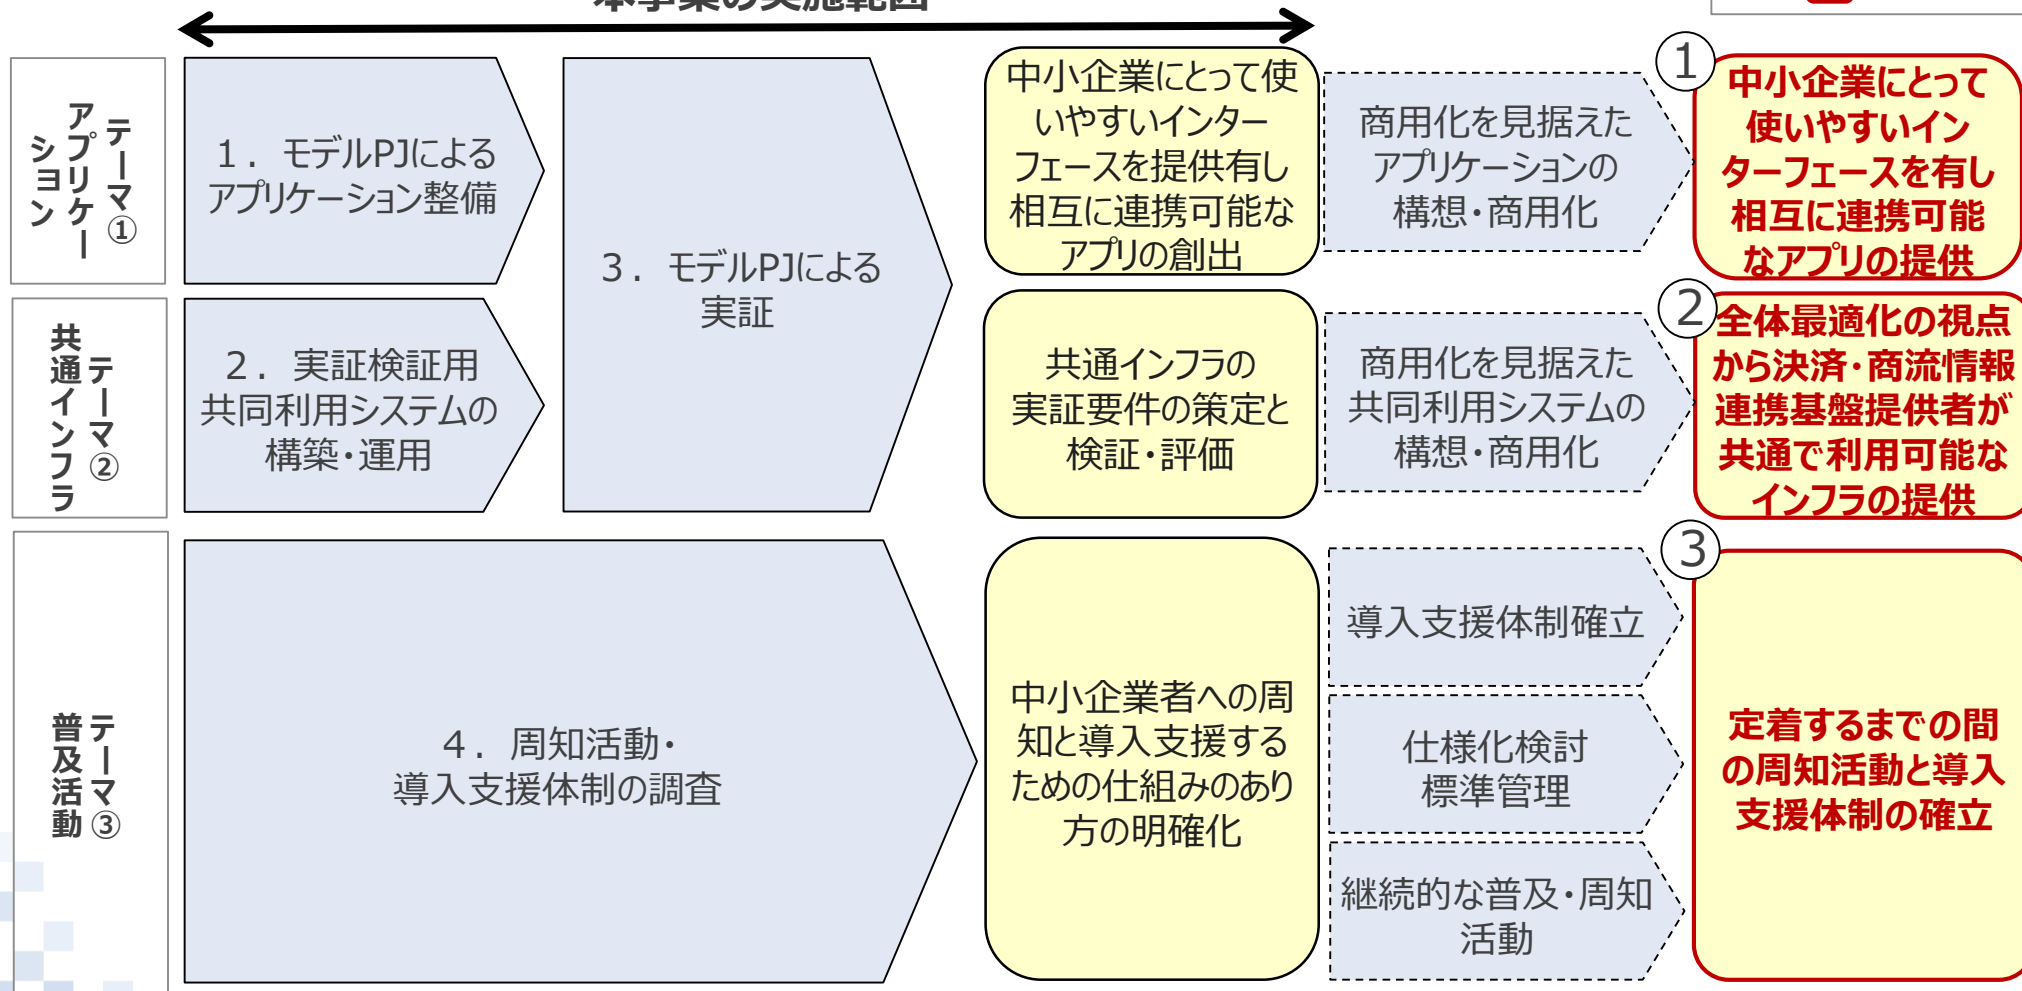 本事業の実施範囲
テーマ①
アプリケー
ション
1. モデルPJによる
アプリケーション整備
3. モデルPJによる
実証
中小企業にとって使
いやすいインター
フェースを提供有し
相互に連携可能な
アプリの創出
商用化を見据えた
アプリケーションの
構想・商用化
①
中小企業にとって
使いやすいイン
ターフェースを有し
相互に連携可能
なアプリの提供
テーマ②
共通インフラ
2. 実証検証用
共同利用システムの
構築・運用
共通インフラの
実証要件の策定と
検証・評価
商用化を見据えた
共同利用システムの
構想・商用化
②
全体最適化の視点
から決済・商流情報
連携基盤提供者が
共通で利用可能な
インフラの提供
テーマ③
普及活動
4. 周知活動・
導入支援体制の調査
中小企業者への周
知と導入支援する
ための仕組みのあり
方の明確化
導入支援体制確立
仕様化検討
標準管理
継続的な普及・周知
活動
③
定着するまでの間
の周知活動と導入
支援体制の確立